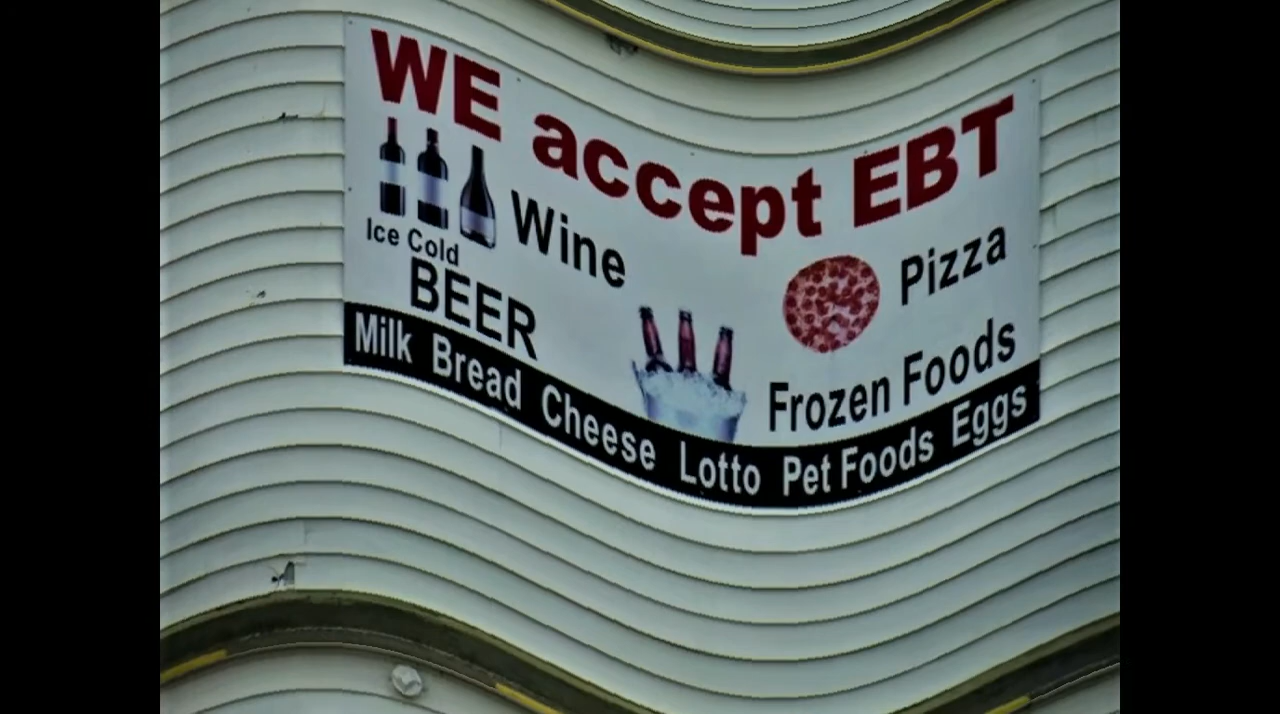 WE accept EBT
Wine
Pizza
Ice Cold
BEER
Frozen Foods
Milk Bread Cheese Lotto Pet Foods Eggs